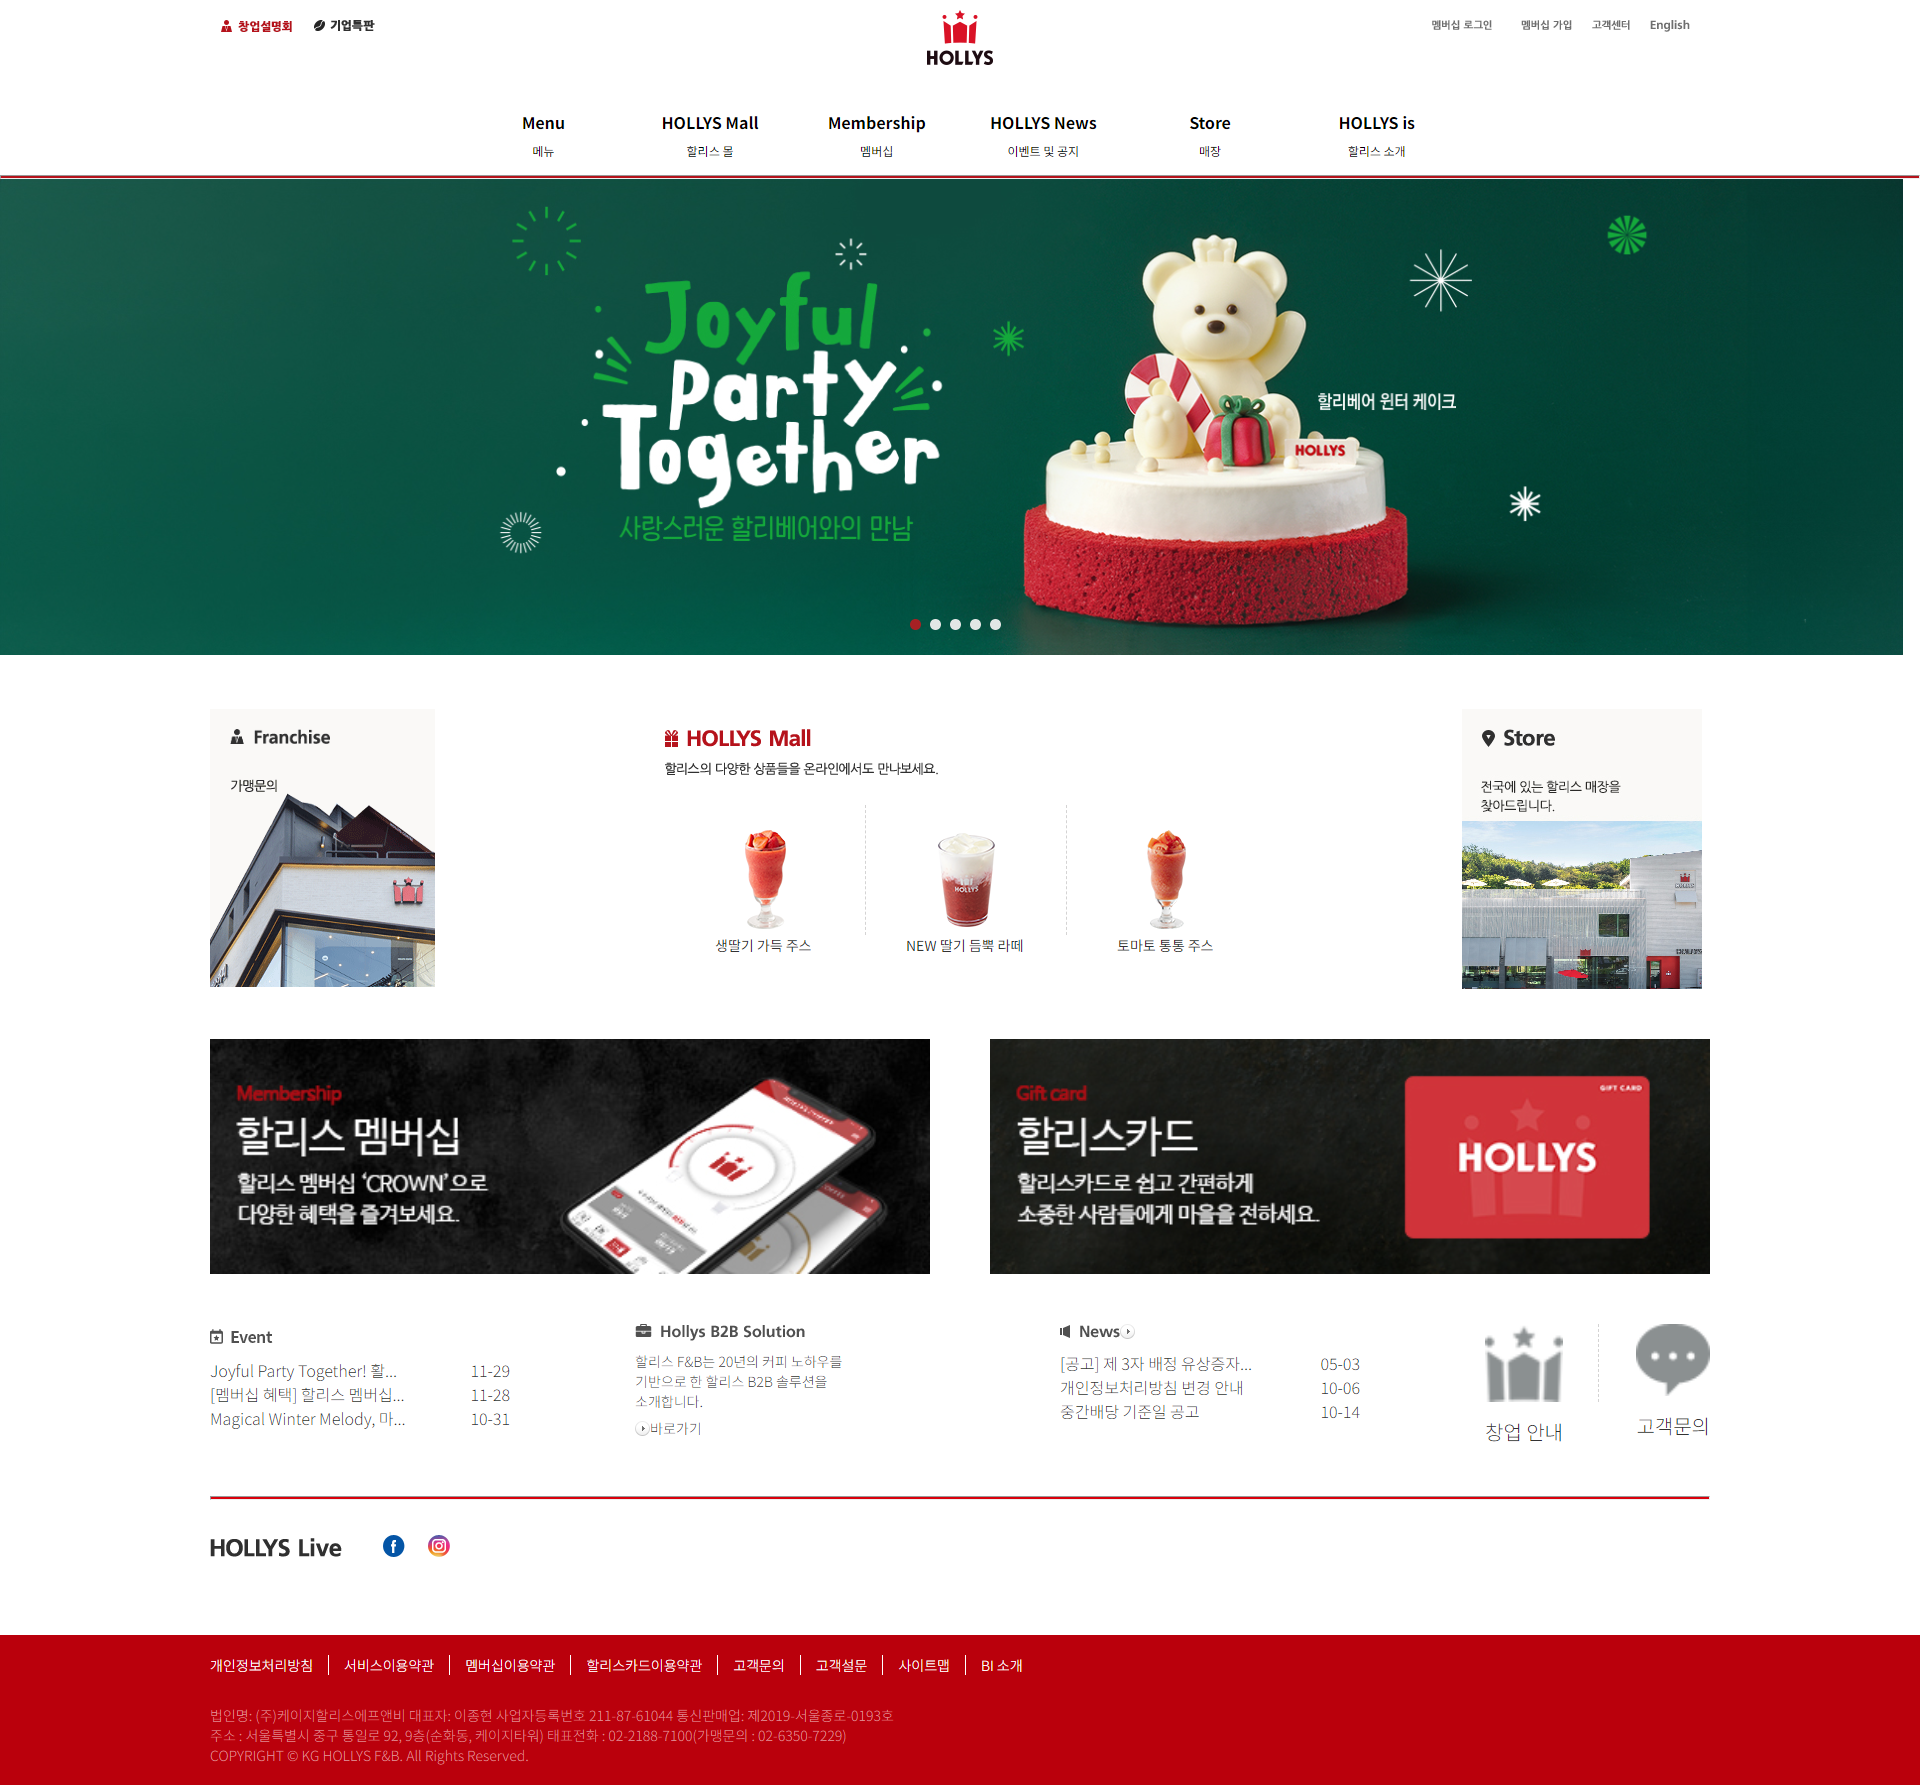 창업설명회 기업특판
HOLLYS
멤버십 로그인 멤버십 가입 고객센터 English
Menu HOLLYS Mall Membership HOLLYS News Store HOLLYS is
메뉴 할리스 몰 멤버십 이벤트 및 공지 매장 할리스 소개
Joyful
Party
Together
사랑스러운 할리베어와의 만남
할리베어 윈터 케이크
HOLLYS
Franchise
가맹문의
HOLLYS Mall
할리스의 다양한 상품들을 온라인에서도 만나보세요.
HOLLYS
생딸기 가득 주스 NEW 딸기 듬뿍 라떼 토마토 통통 주스
Store
전국에 있는 할리스 매장을
찾아드립니다.
HOLLYS
Membership
할리스 멤버십
할리스 멤버십 ‘CROWN’으로
다양한 혜택을 즐겨보세요.
Gift card
할리스카드
할리스카드로 쉽고 간편하게
소중한 사람들에게 마을을 전하세요.
GIFT CARD
HOLLYS
Event
Joyful Party Together! 활... 11-29
[멤버십 혜택] 할리스 멤버십... 11-28
Magical Winter Melody, 마... 10-31
Hollys B2B Solution
할리스 F&B는 20년의 커피 노하우를
기반으로 한 할리스 B2B 솔루션을
소개합니다.
바로가기
News
[공고] 제 3자 배정 유상증자... 05-03
개인정보처리방침 변경 안내 10-06
중간배당 기준일 공고 10-14
창업 안내
고객문의
HOLLYS Live
개인정보처리방침 서비스이용약관 멤버십이용약관 할리스카드이용약관 고객문의 고객설문 사이트맵 BI 소개
법인명: (주)케이지할리스에프앤비 대표자: 이종현 사업자등록번호 211-87-61044 통신판매업: 제2019-서울종로-0193호
주소 : 서울특별시 중구 통일로 92, 9층(순화동, 케이지타워) 태표전화 : 02-2188-7100(가맹문의 : 02-6350-7229)
COPYRIGHT © KG HOLLYS F&B. All Rights Reserved.